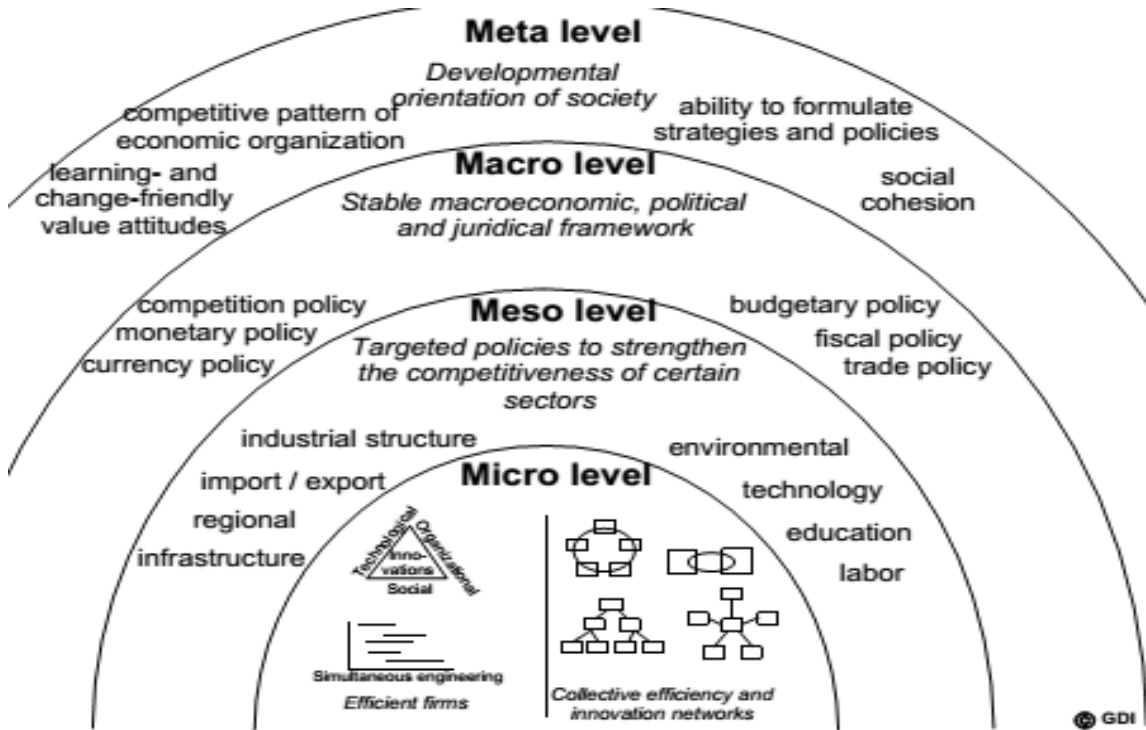 Meta level
Developmental
orientation of society
competitive pattern of
economic organization
ability to formulate
strategies and policies
learning- and
change-friendly
value attitudes
social
cohesion
Macro level
Stable macroeconomic, political
and juridical framework
competition policy
monetary policy
currency policy
budgetary policy
fiscal policy
trade policy
Meso level
Targeted policies to strengthen
the competitiveness of certain
sectors
industrial structure
import / export
regional
infrastructure
environmental
technology
education
labor
Micro level
Technological
Organizational
Inno-
vations
Social
Simultaneous engineering
Efficient firms
Collective efficiency and
innovation networks
© GDI